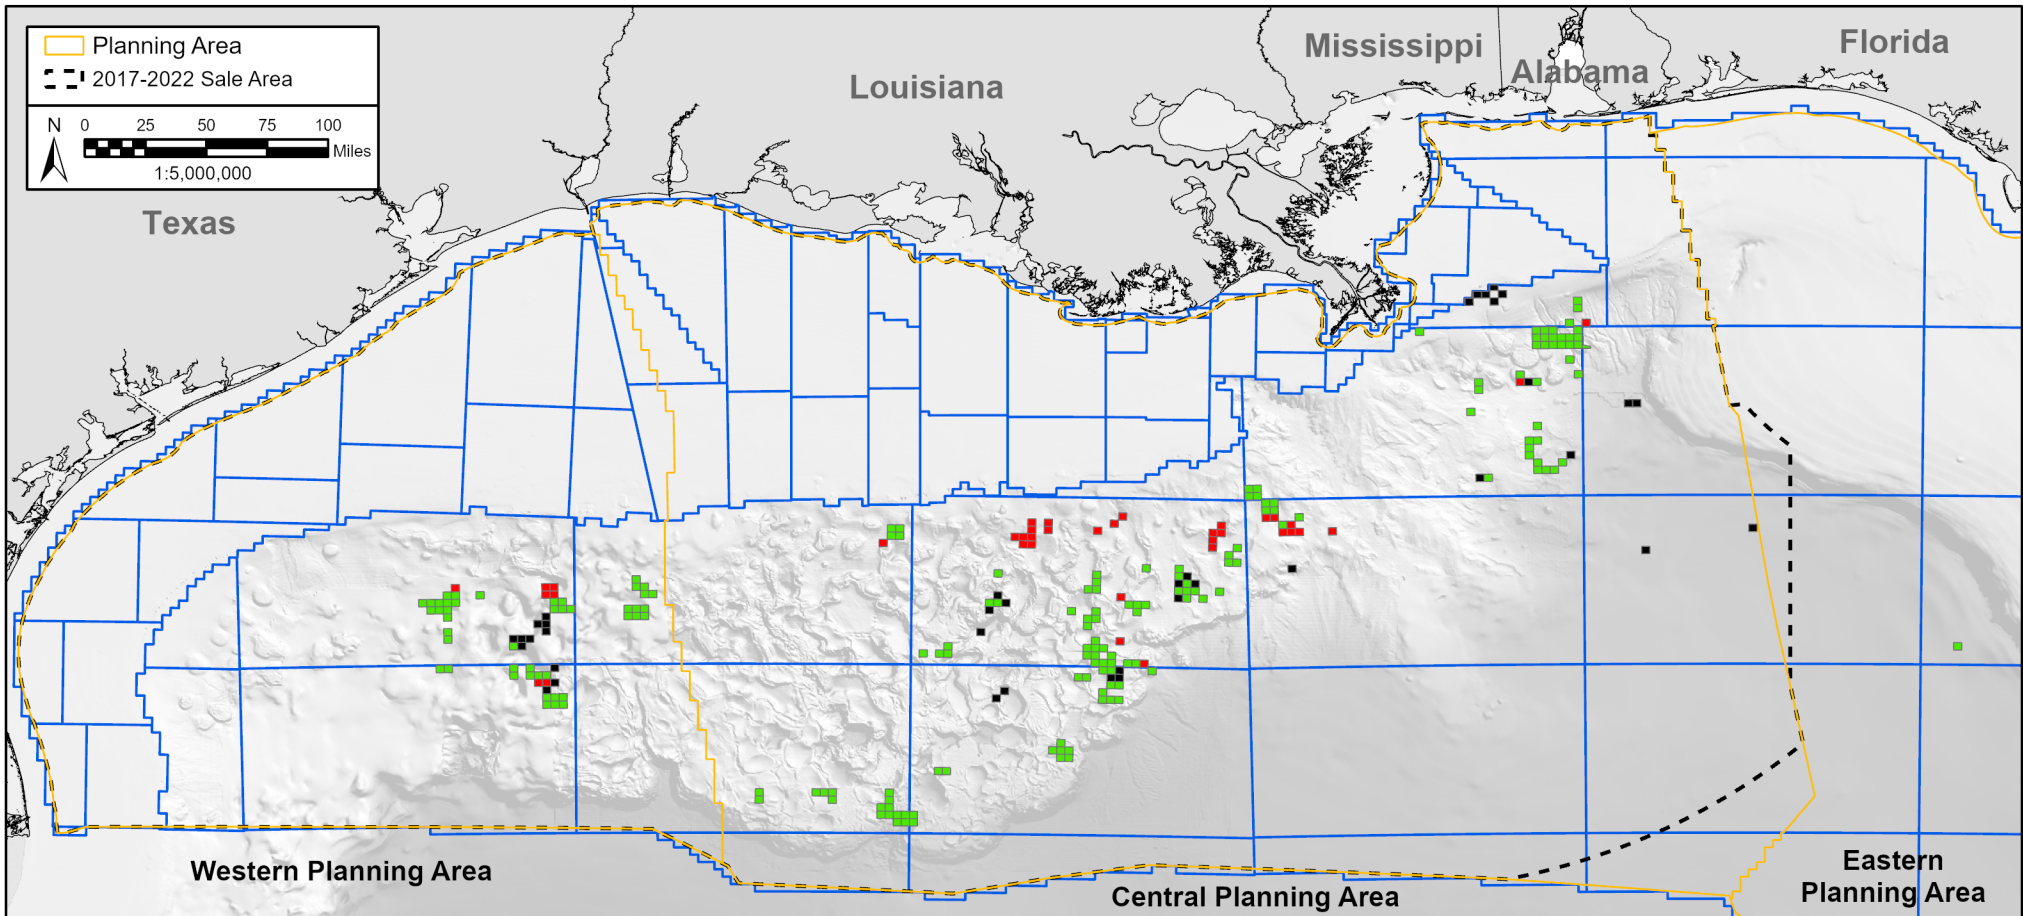 Planning Area
2017-2022 Sale Area
N
0 25 50 75 100
Miles
1:5,000,000
Texas
Louisiana
Mississippi
Alabama
Florida
Western Planning Area
Central Planning Area
Eastern
Planning Area